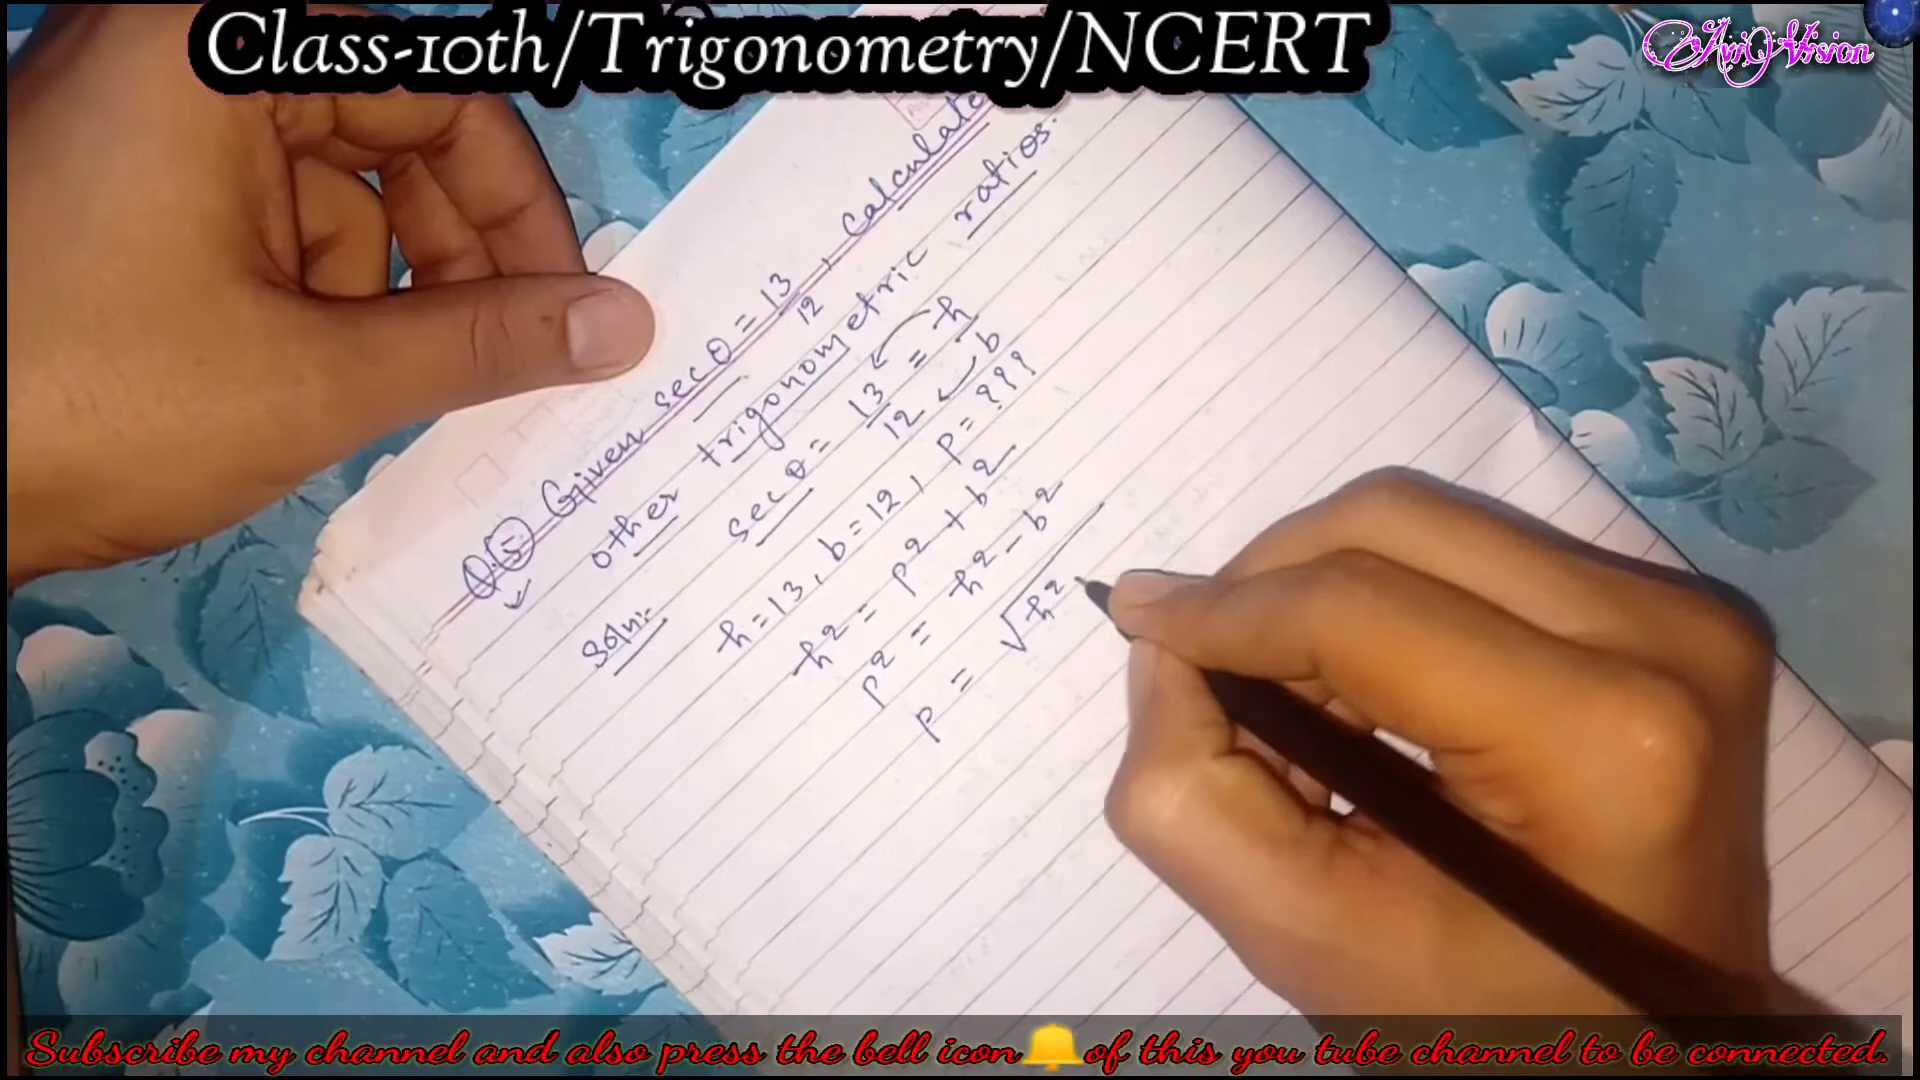 Class-10th/Trigonometry/NCERT
Avi Vision
Q.(5) Given sec θ = 13/12, calculate
other trigonometric ratios.
Soln:- sec θ = 13/12 = h/b
h = 13, b = 12, p = ???
h² = p² + b²
p² = h² - b²
p = √h²
Subscribe my channel and also press the bell icon🔔of this you tube channel to be connected.